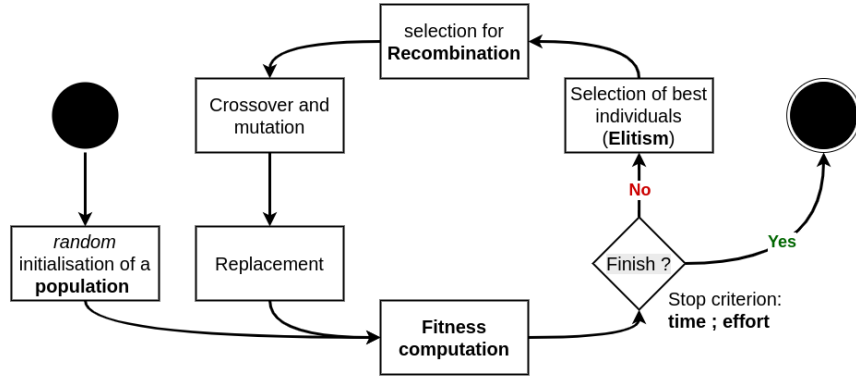 selection for
Recombination
Crossover and
mutation
Selection of best
individuals
(Elitism)
No
random
initialisation of a
population
Replacement
Finish ?
Yes
Stop criterion:
time ; effort
Fitness
computation